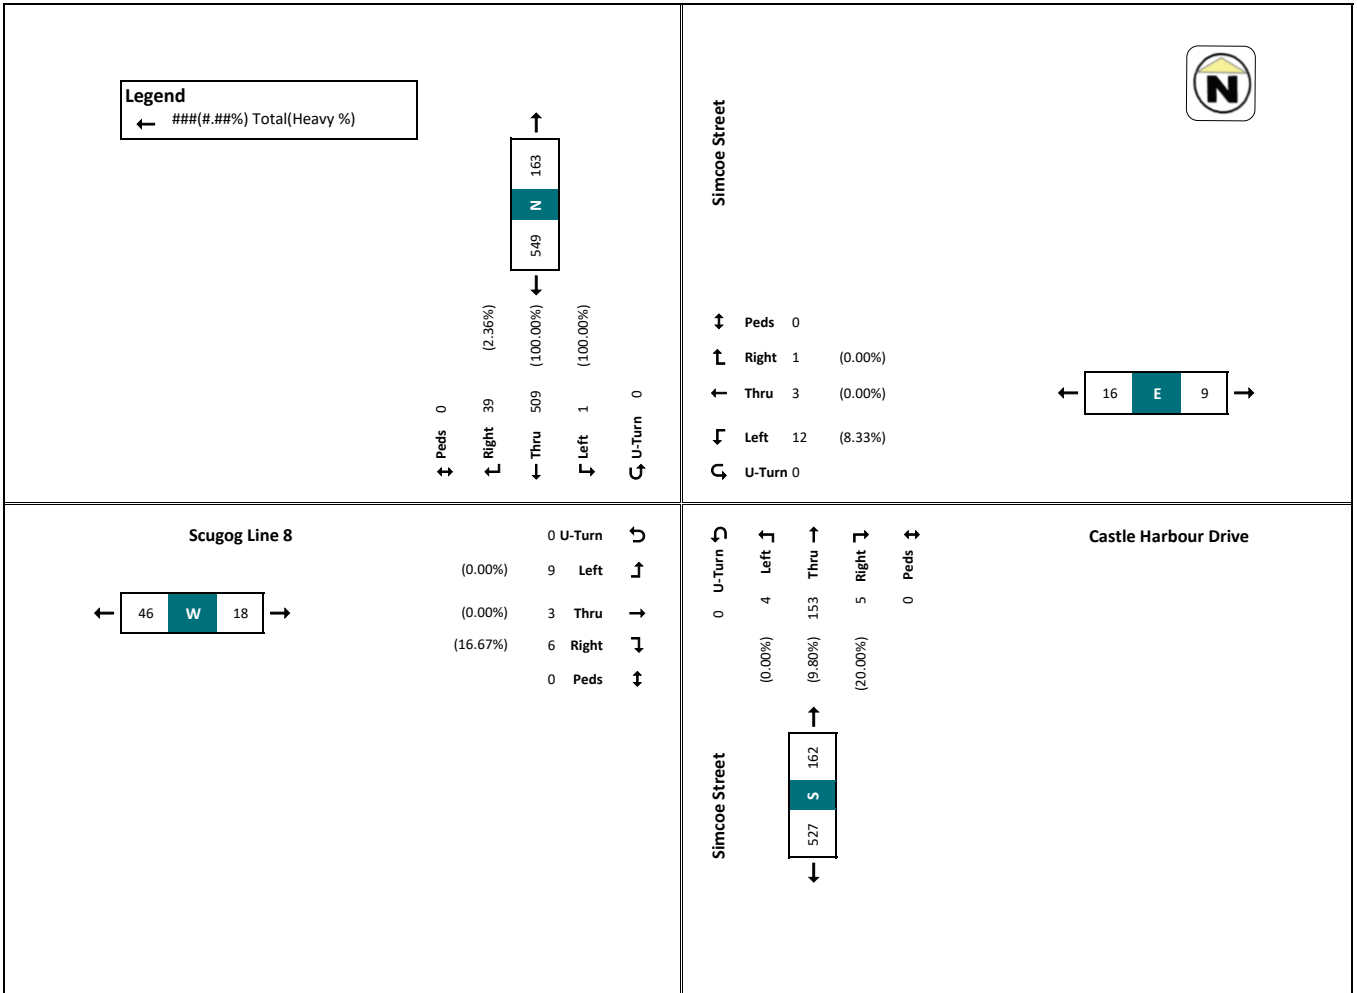 Legend
###(#.##%) Total(Heavy %)
163
N
549
(2.36%)
(100.00%)
(100.00%)
Peds 0
Right 39
Thru 509
Left 1
U-Turn 0
Simcoe Street
N
Peds 0
Right 1 (0.00%)
Thru 3 (0.00%)
Left 12 (8.33%)
U-Turn 0
16 E 9
Scugog Line 8
0 U-Turn
(0.00%) 9 Left
(0.00%) 3 Thru
(16.67%) 6 Right
0 Peds
46 W 18
Castle Harbour Drive
0 U-Turn
(0.00%) 4 Left
(9.80%) 153 Thru
(20.00%) 5 Right
0 Peds
Simcoe Street
162
S
527